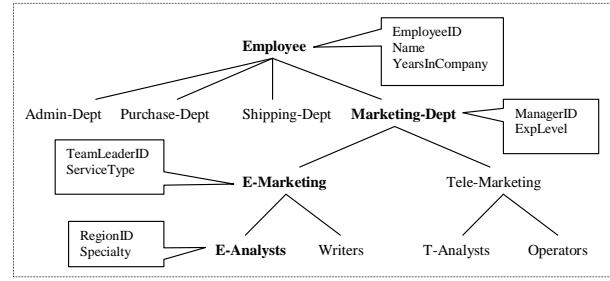 EmployeeID
Name
YearsInCompany
Employee
Admin-Dept Purchase-Dept Shipping-Dept Marketing-Dept
ManagerID
ExpLevel
TeamLeaderID
ServiceType
E-Marketing Tele-Marketing
RegionID
Specialty
E-Analysts Writers T-Analysts Operators